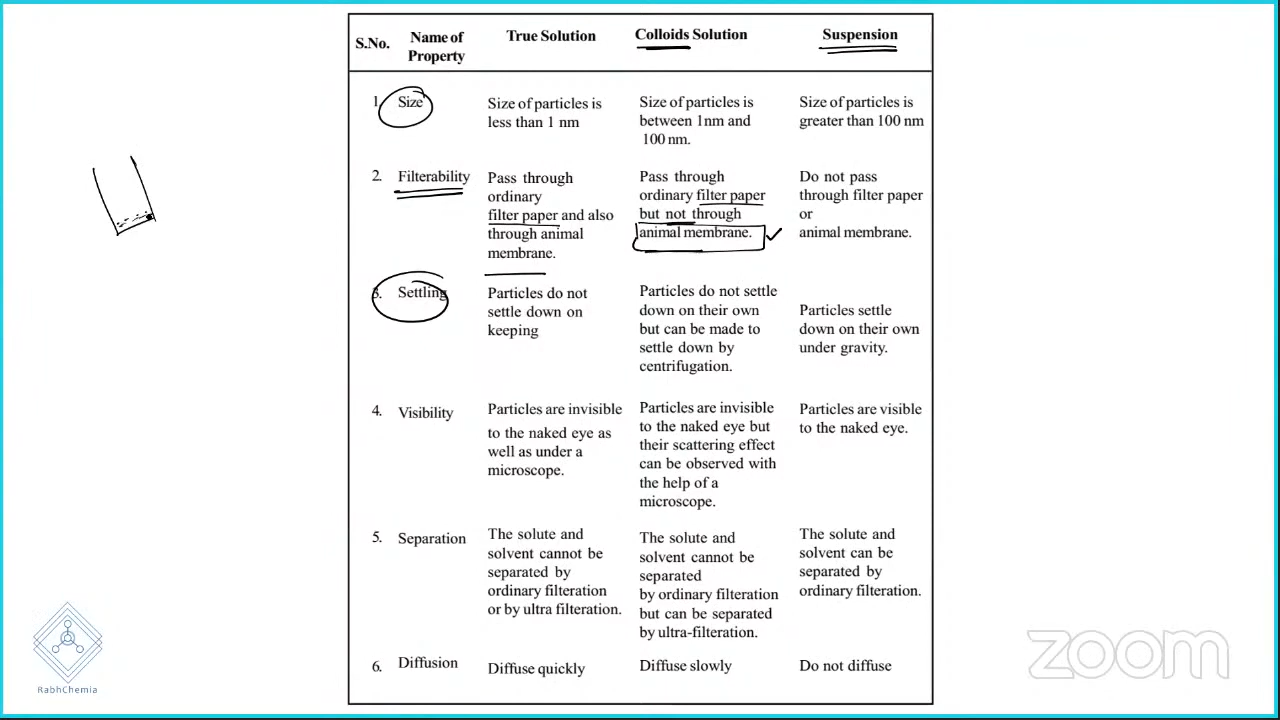 S.No.
Name of
Property
True Solution
Colloids Solution
Suspension
1.
Size
Size of particles is
less than 1 nm
Size of particles is
between 1nm and
100 nm.
Size of particles is
greater than 100 nm
2.
Filterability
Pass through
ordinary
filter paper and also
through animal
membrane.
Pass through
ordinary filter paper
but not through
animal membrane.
Do not pass
through filter paper
or
animal membrane.
3.
Settling
Particles do not
settle down on
keeping
Particles do not settle
down on their own
but can be made to
settle down by
centrifugation.
Particles settle
down on their own
under gravity.
4.
Visibility
Particles are invisible
to the naked eye as
well as under a
microscope.
Particles are invisible
to the naked eye but
their scattering effect
can be observed with
the help of a
microscope.
Particles are visible
to the naked eye.
5.
Separation
The solute and
solvent cannot be
separated by
ordinary filteration
or by ultra filteration.
The solute and
solvent cannot be
separated
by ordinary filteration
but can be separated
by ultra-filteration.
The solute and
solvent can be
separated by
ordinary filteration.
6.
Diffusion
Diffuse quickly
Diffuse slowly
Do not diffuse
RabhChemia
zoom